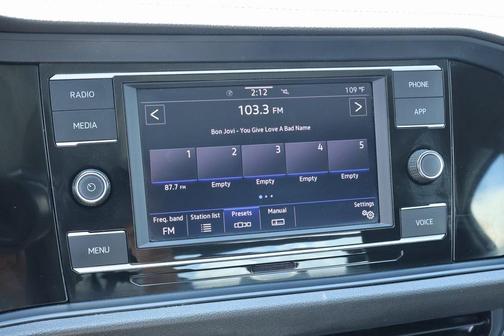 RADIO
MEDIA
MENU
2:12
109 °F
103.3 FM
Bon Jovi - You Give Love A Bad Name
1 2 3 4 5
87.7 FM Empty Empty Empty Empty
Freq. band Station list Presets Manual Settings
FM
PHONE
APP
VOICE